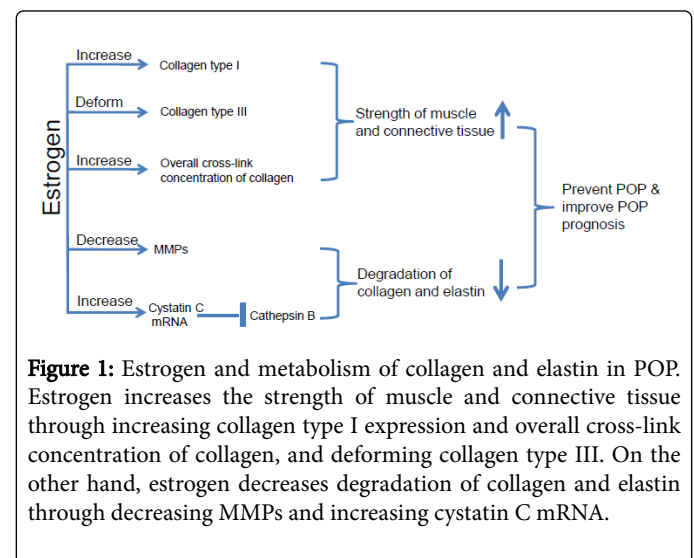 Estrogen
Increase
Collagen type I
Deform
Collagen type III
Increase
Overall cross-link
concentration of collagen
Decrease
MMPs
Increase
Cystatin C
mRNA
Cathepsin B
Strength of muscle
and connective tissue
Degradation of
collagen and elastin
Prevent POP &
improve POP
prognosis
Figure 1: Estrogen and metabolism of collagen and elastin in POP.
Estrogen increases the strength of muscle and connective tissue
through increasing collagen type I expression and overall cross-link
concentration of collagen, and deforming collagen type III. On the
other hand, estrogen decreases degradation of collagen and elastin
through decreasing MMPs and increasing cystatin C mRNA.